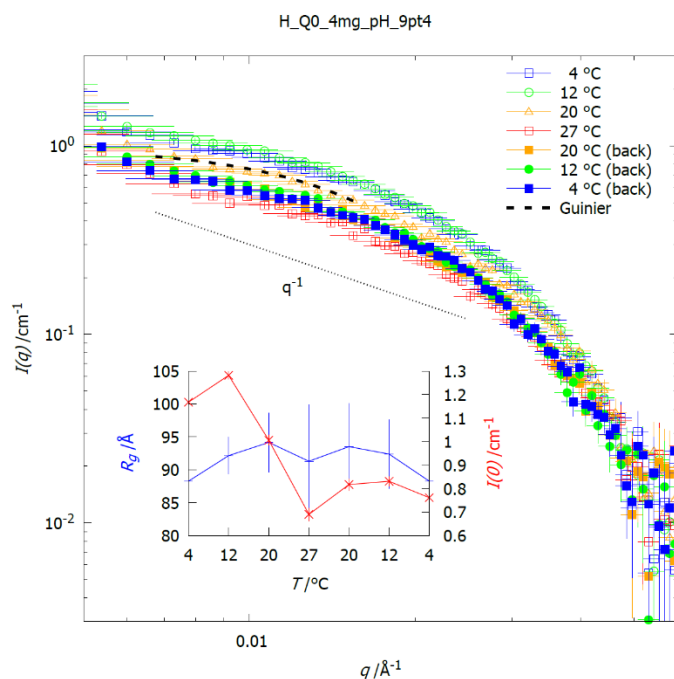 H_Q0_4mg_pH_9pt4
4 °C
12 °C
20 °C
27 °C
20 °C (back)
12 °C (back)
4 °C (back)
Guinier
I(q) /cm⁻¹
10⁰
10⁻¹
10⁻²
q⁻¹
R_g /Å
105
100
95
90
85
80
1.3
1.2
1.1
1
0.9
0.8
0.7
0.6
I(0) /cm⁻¹
4 12 20 27 20 12 4
T /°C
0.01
q /Å⁻¹